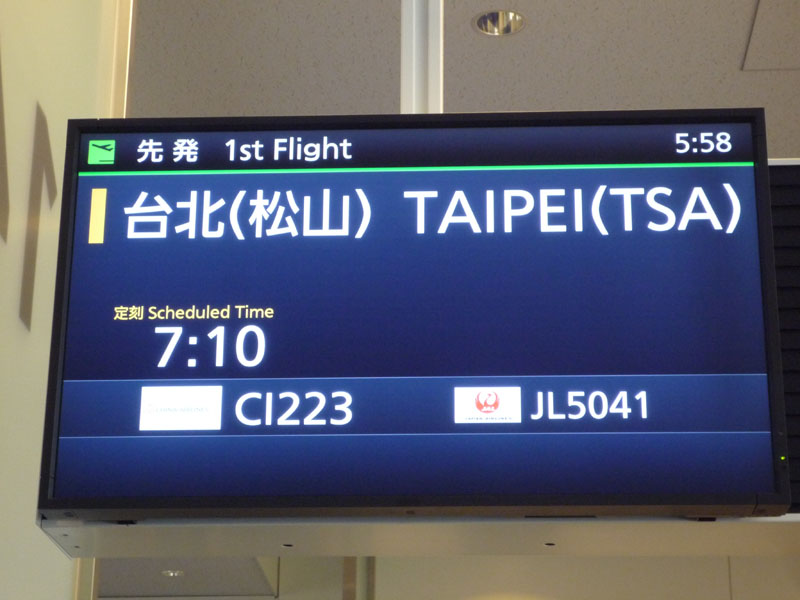 先発 1st Flight 5:58
台北(松山) TAIPEI(TSA)
定刻 Scheduled Time
7:10
CI223 JL5041